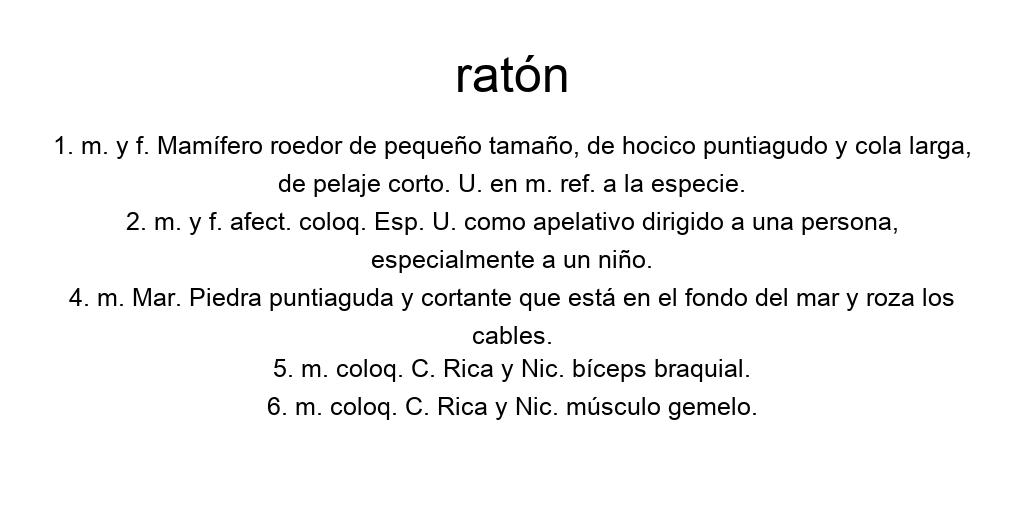 ratón
1. m. y f. Mamífero roedor de pequeño tamaño, de hocico puntiagudo y cola larga,
de pelaje corto. U. en m. ref. a la especie.
2. m. y f. afect. coloq. Esp. U. como apelativo dirigido a una persona,
especialmente a un niño.
4. m. Mar. Piedra puntiaguda y cortante que está en el fondo del mar y roza los
cables.
5. m. coloq. C. Rica y Nic. bíceps braquial.
6. m. coloq. C. Rica y Nic. músculo gemelo.